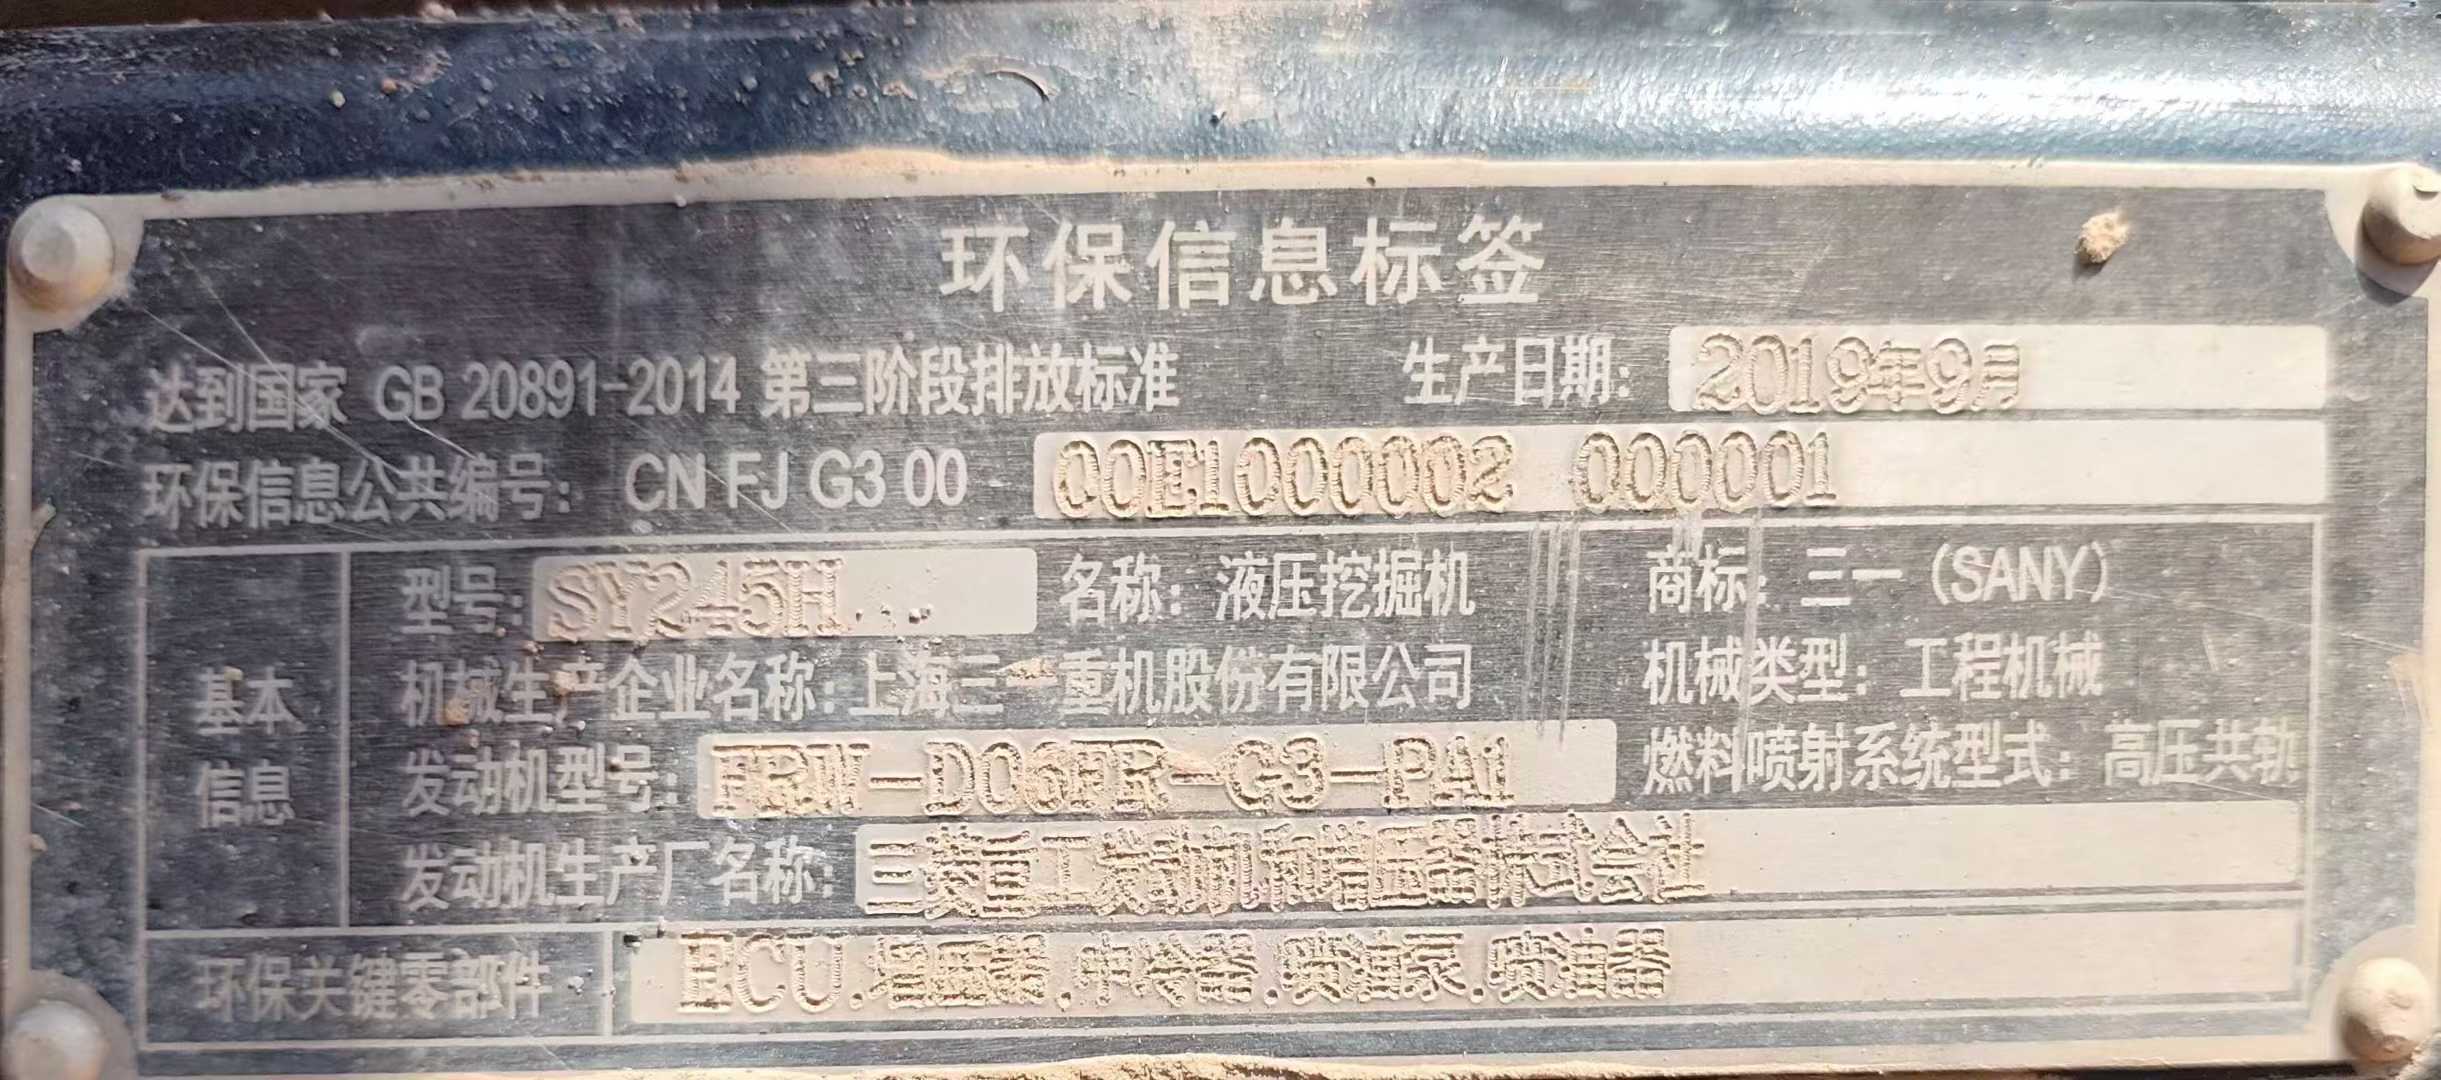 环保信息标签
达到国家 GB 20891-2014 第三阶段排放标准 生产日期: 2019年9月
环保信息公共编号: CN FJ G3 00 00E1000002 000001
型号: SY245H 名称: 液压挖掘机 商标: 三一 (SANY)
基本信息 机械生产企业名称: 上海三一重机股份有限公司 机械类型: 工程机械
发动机型号: FRW-D06FR-G3-PA1 燃料喷射系统型式: 高压共轨
发动机生产厂名称: 三菱重工发动机和增压器株式会社
环保关键零部件 ECU.增压器.中冷器.喷油泵.喷油器